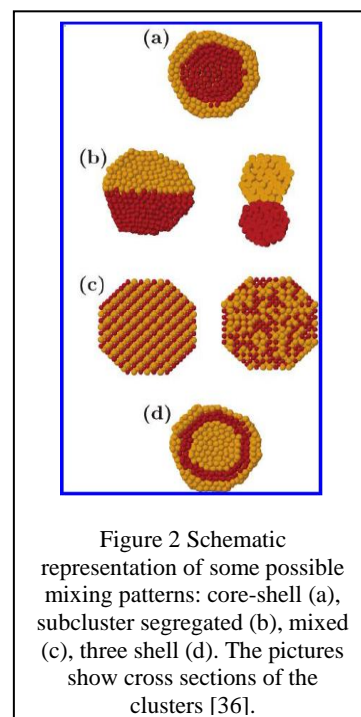 (a)
(b)
(c)
(d)
Figure 2 Schematic
representation of some possible
mixing patterns: core-shell (a),
subcluster segregated (b), mixed
(c), three shell (d). The pictures
show cross sections of the
clusters [36].